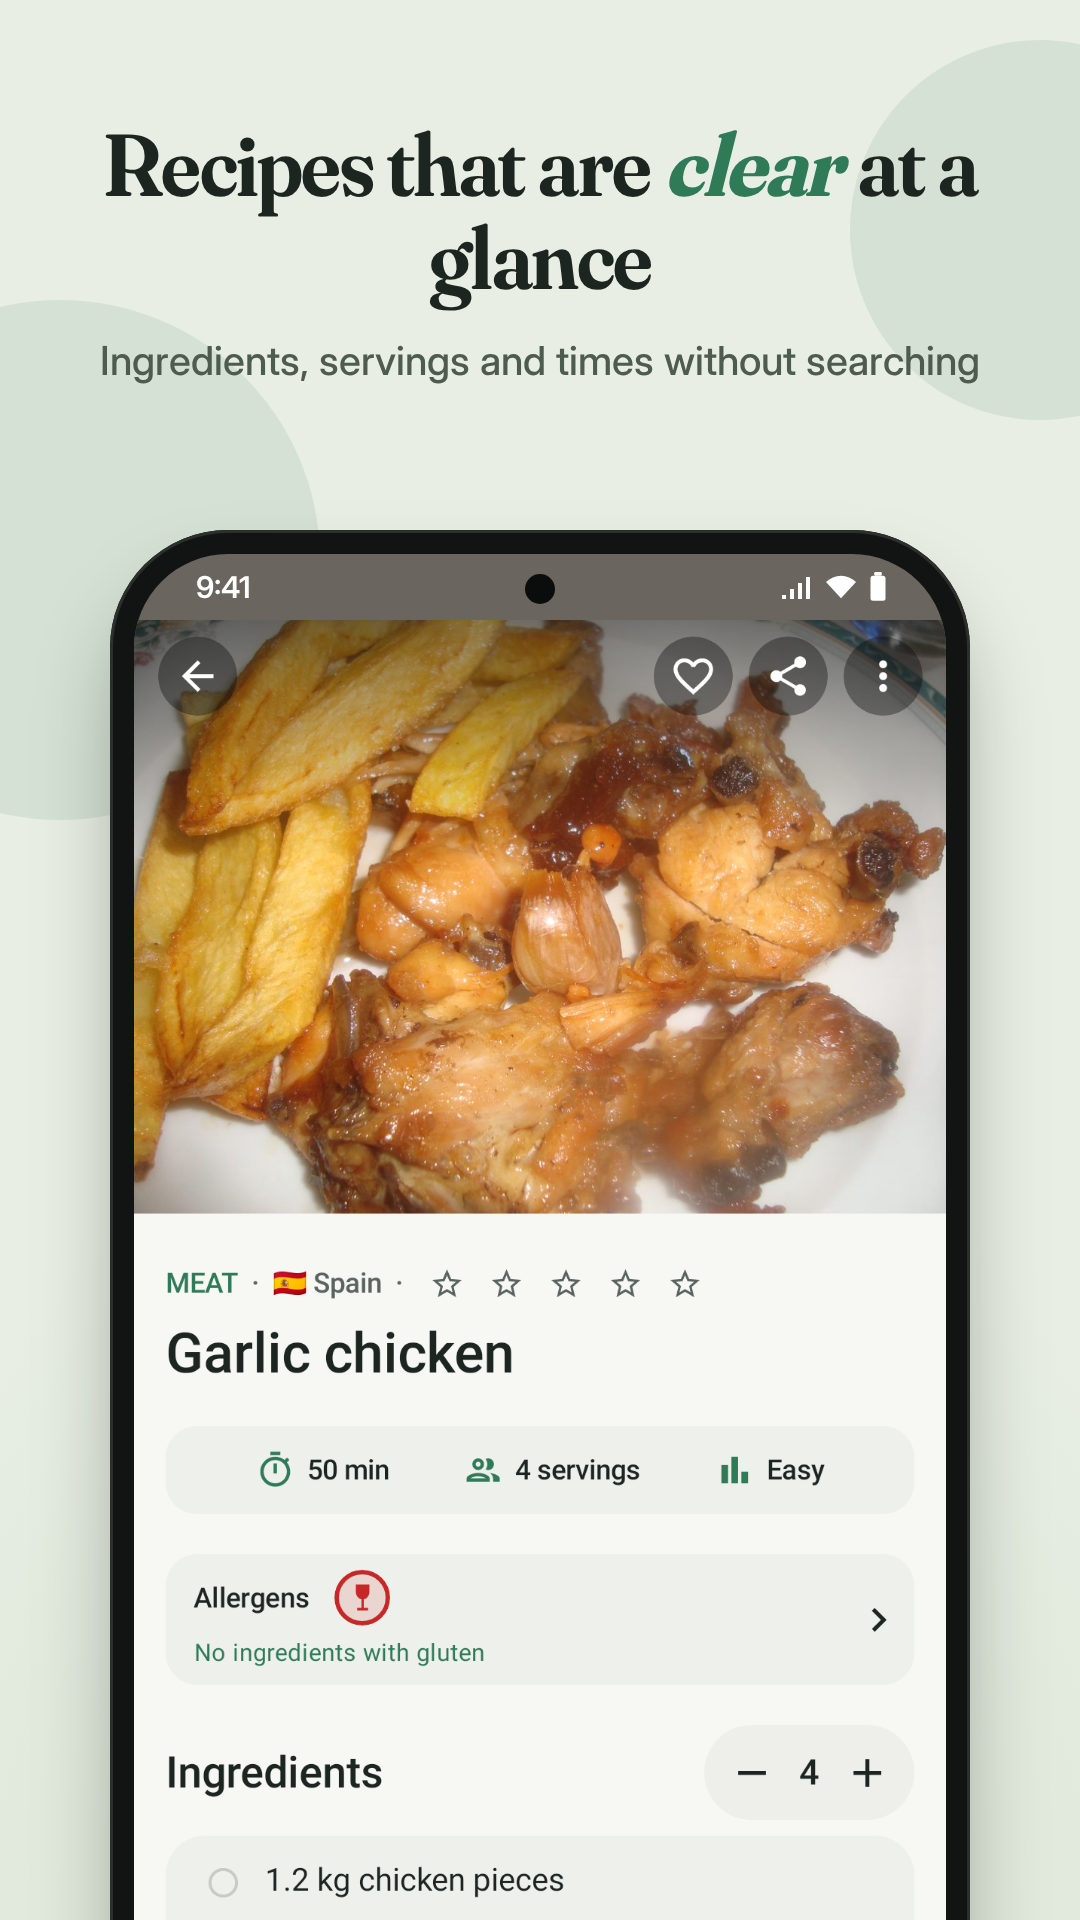 Recipes that are clear at a
glance
Ingredients, servings and times without searching
9:41
MEAT · 🇪🇸 Spain ·
Garlic chicken
50 min 4 servings Easy
Allergens
No ingredients with gluten
Ingredients 4
1.2 kg chicken pieces